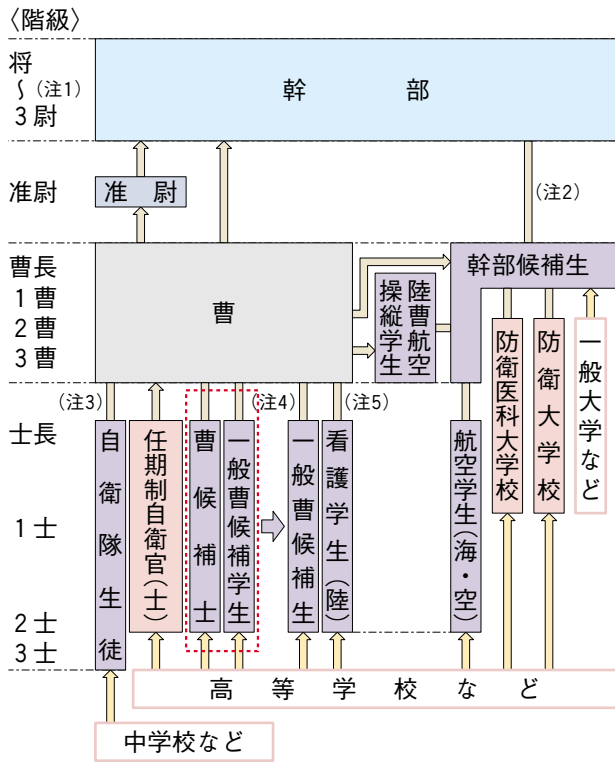 〈階級〉
将
〜(注1)
3尉
幹部
准尉
准尉
(注2)
曹長
1曹
2曹
3曹
曹
陸曹航空
操縦学生
幹部候補生
(注3)
(注4)
(注5)
士長
1士
2士
3士
自衛隊生徒
任期制自衛官(士)
曹候補士
一般曹候補学生
一般曹候補生
看護学生(陸)
航空学生(海・空)
防衛医科大学校
防衛大学校
一般大学など
高等学校など
中学校など